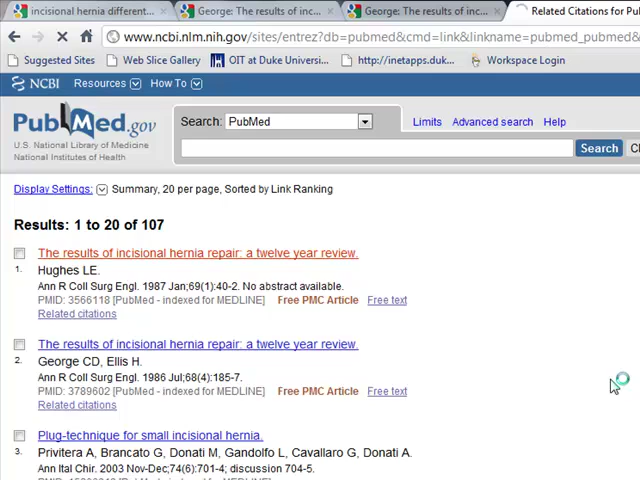 incisional hernia different...
George: The results of inc...
George: The results of inc...
Related Citations for Pu
www.ncbi.nlm.nih.gov/sites/entrez?db=pubmed&cmd=link&linkname=pubmed_pubmed&
Suggested Sites Web Slice Gallery OIT at Duke Universi... http://inetapps.duk... Workspace Login
NCBI Resources How To
PubMed.gov
U.S. National Library of Medicine
National Institutes of Health
Search: PubMed Limits Advanced search Help
Search Cl
Display Settings: Summary, 20 per page, Sorted by Link Ranking
Results: 1 to 20 of 107
The results of incisional hernia repair: a twelve year review.
1. Hughes LE.
Ann R Coll Surg Engl. 1987 Jan;69(1):40-2. No abstract available.
PMID: 3566118 [PubMed - indexed for MEDLINE] Free PMC Article Free text
Related citations
The results of incisional hernia repair: a twelve year review.
2. George CD, Ellis H.
Ann R Coll Surg Engl. 1986 Jul;68(4):185-7.
PMID: 3789602 [PubMed - indexed for MEDLINE] Free PMC Article Free text
Related citations
Plug-technique for small incisional hernia.
3. Privitera A, Brancato G, Donati M, Gandolfo L, Cavallaro G, Donati A.
Ann Ital Chir. 2003 Nov-Dec;74(6):701-4; discussion 704-5.